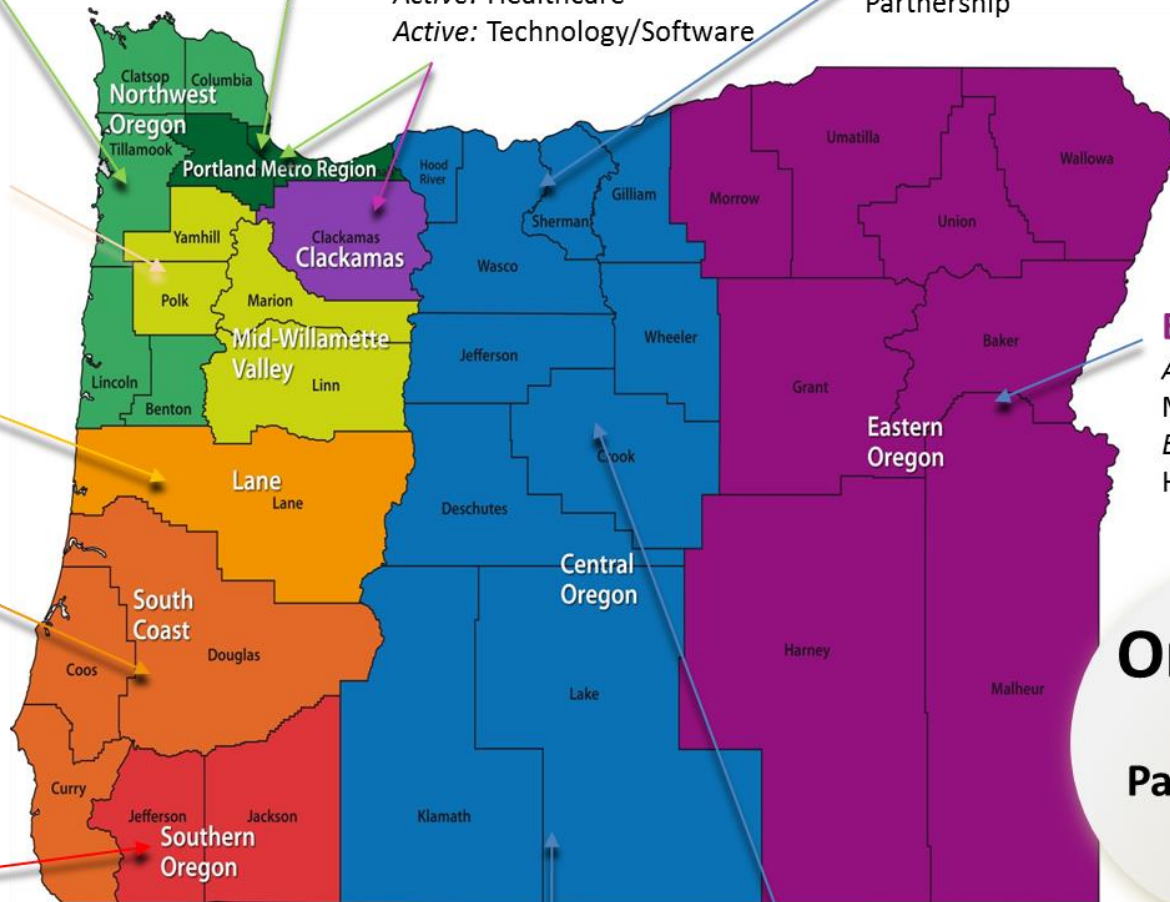 Active: Healthcare
Active: Technology/Software
Partnership
Clatsop
Columbia
Northwest
Oregon
Tillamook
Portland Metro Region
Hood
River
Gilliam
Sherman
Morrow
Umatilla
Wallowa
Union
Yamhill
Clackamas
Clackamas
Wasco
Polk
Marion
Mid-Willamette
Valley
Linn
Jefferson
Wheeler
Grant
Baker
Lincoln
Benton
Eastern
Oregon
Lane
Lane
Crook
Deschutes
Central
Oregon
South
Coast
Coos
Douglas
Lake
Harney
Malheur
Curry
Jefferson
Jackson
Southern
Oregon
Klamath
Pa